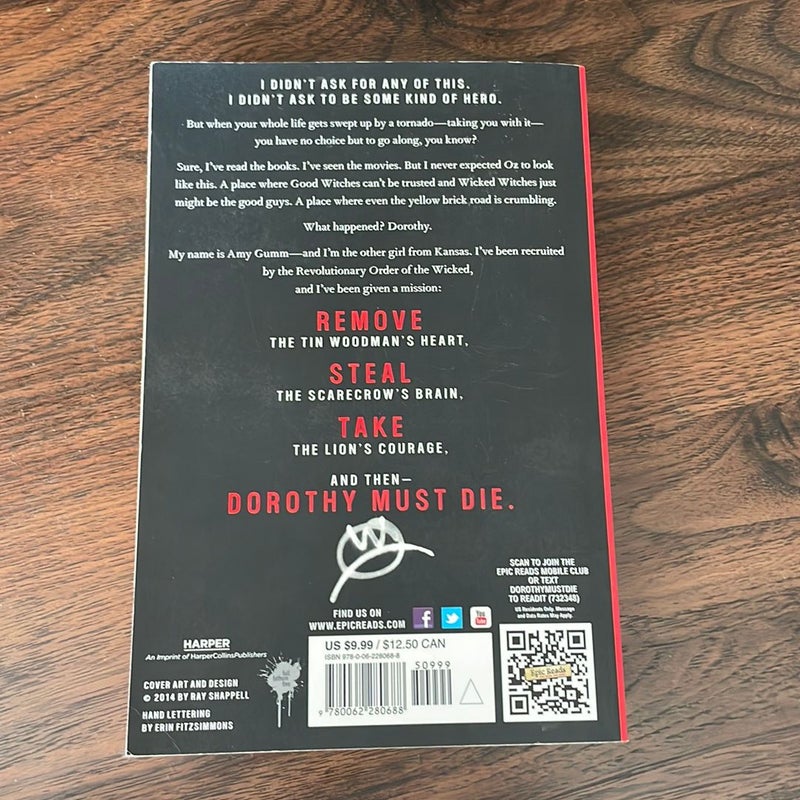 I DIDN'T ASK FOR ANY OF THIS.
I DIDN'T ASK TO BE SOME KIND OF HERO.
But when your whole life gets swept up by a tornado—taking you with it—
you have no choice but to go along, you know?
Sure, I've read the books. I've seen the movies. But I never expected Oz to look
like this. A place where Good Witches can't be trusted and Wicked Witches just
might be the good guys. A place where even the yellow brick road is crumbling.
What happened? Dorothy.
My name is Amy Gumm—and I'm the other girl from Kansas. I've been recruited
by the Revolutionary Order of the Wicked,
and I've been given a mission:
REMOVE
THE TIN WOODMAN'S HEART,
STEAL
THE SCARECROW'S BRAIN,
TAKE
THE LION'S COURAGE,
AND THEN—
DOROTHY MUST DIE.
W
SCAN TO JOIN THE
EPIC READS MOBILE CLUB
OR TEXT
DOROTHYMUSTDIE
TO READIT (732348)
US Residents Only. Message
and Data Rates May Apply.
FIND US ON
WWW.EPICREADS.COM
f
You
Tube
HARPER
An Imprint of HarperCollinsPublishers
COVER ART AND DESIGN
© 2014 BY RAY SHAPPELL
HAND LETTERING
BY ERIN FITZSIMMONS
US $9.99 / $12.50 CAN
ISBN 978-0-06-228068-8
50999
9 780062 280688
Epic Reads